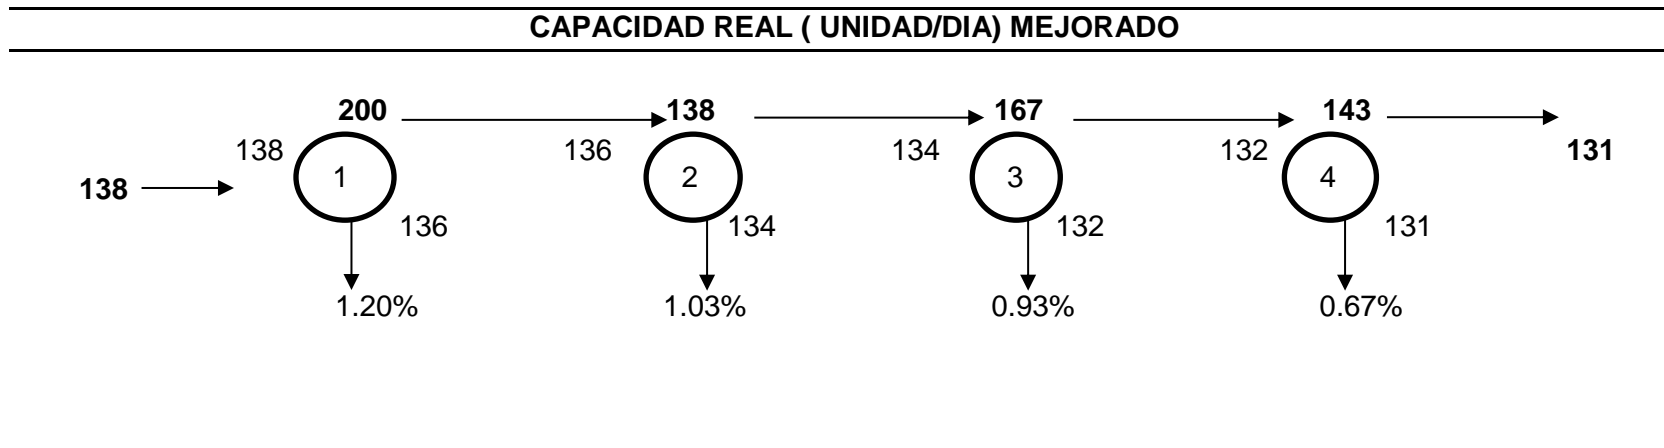 CAPACIDAD REAL ( UNIDAD/DIA) MEJORADO
200 138 167 143
138 136 134 132 131
138 1 2 3 4
136 134 132 131
1.20% 1.03% 0.93% 0.67%